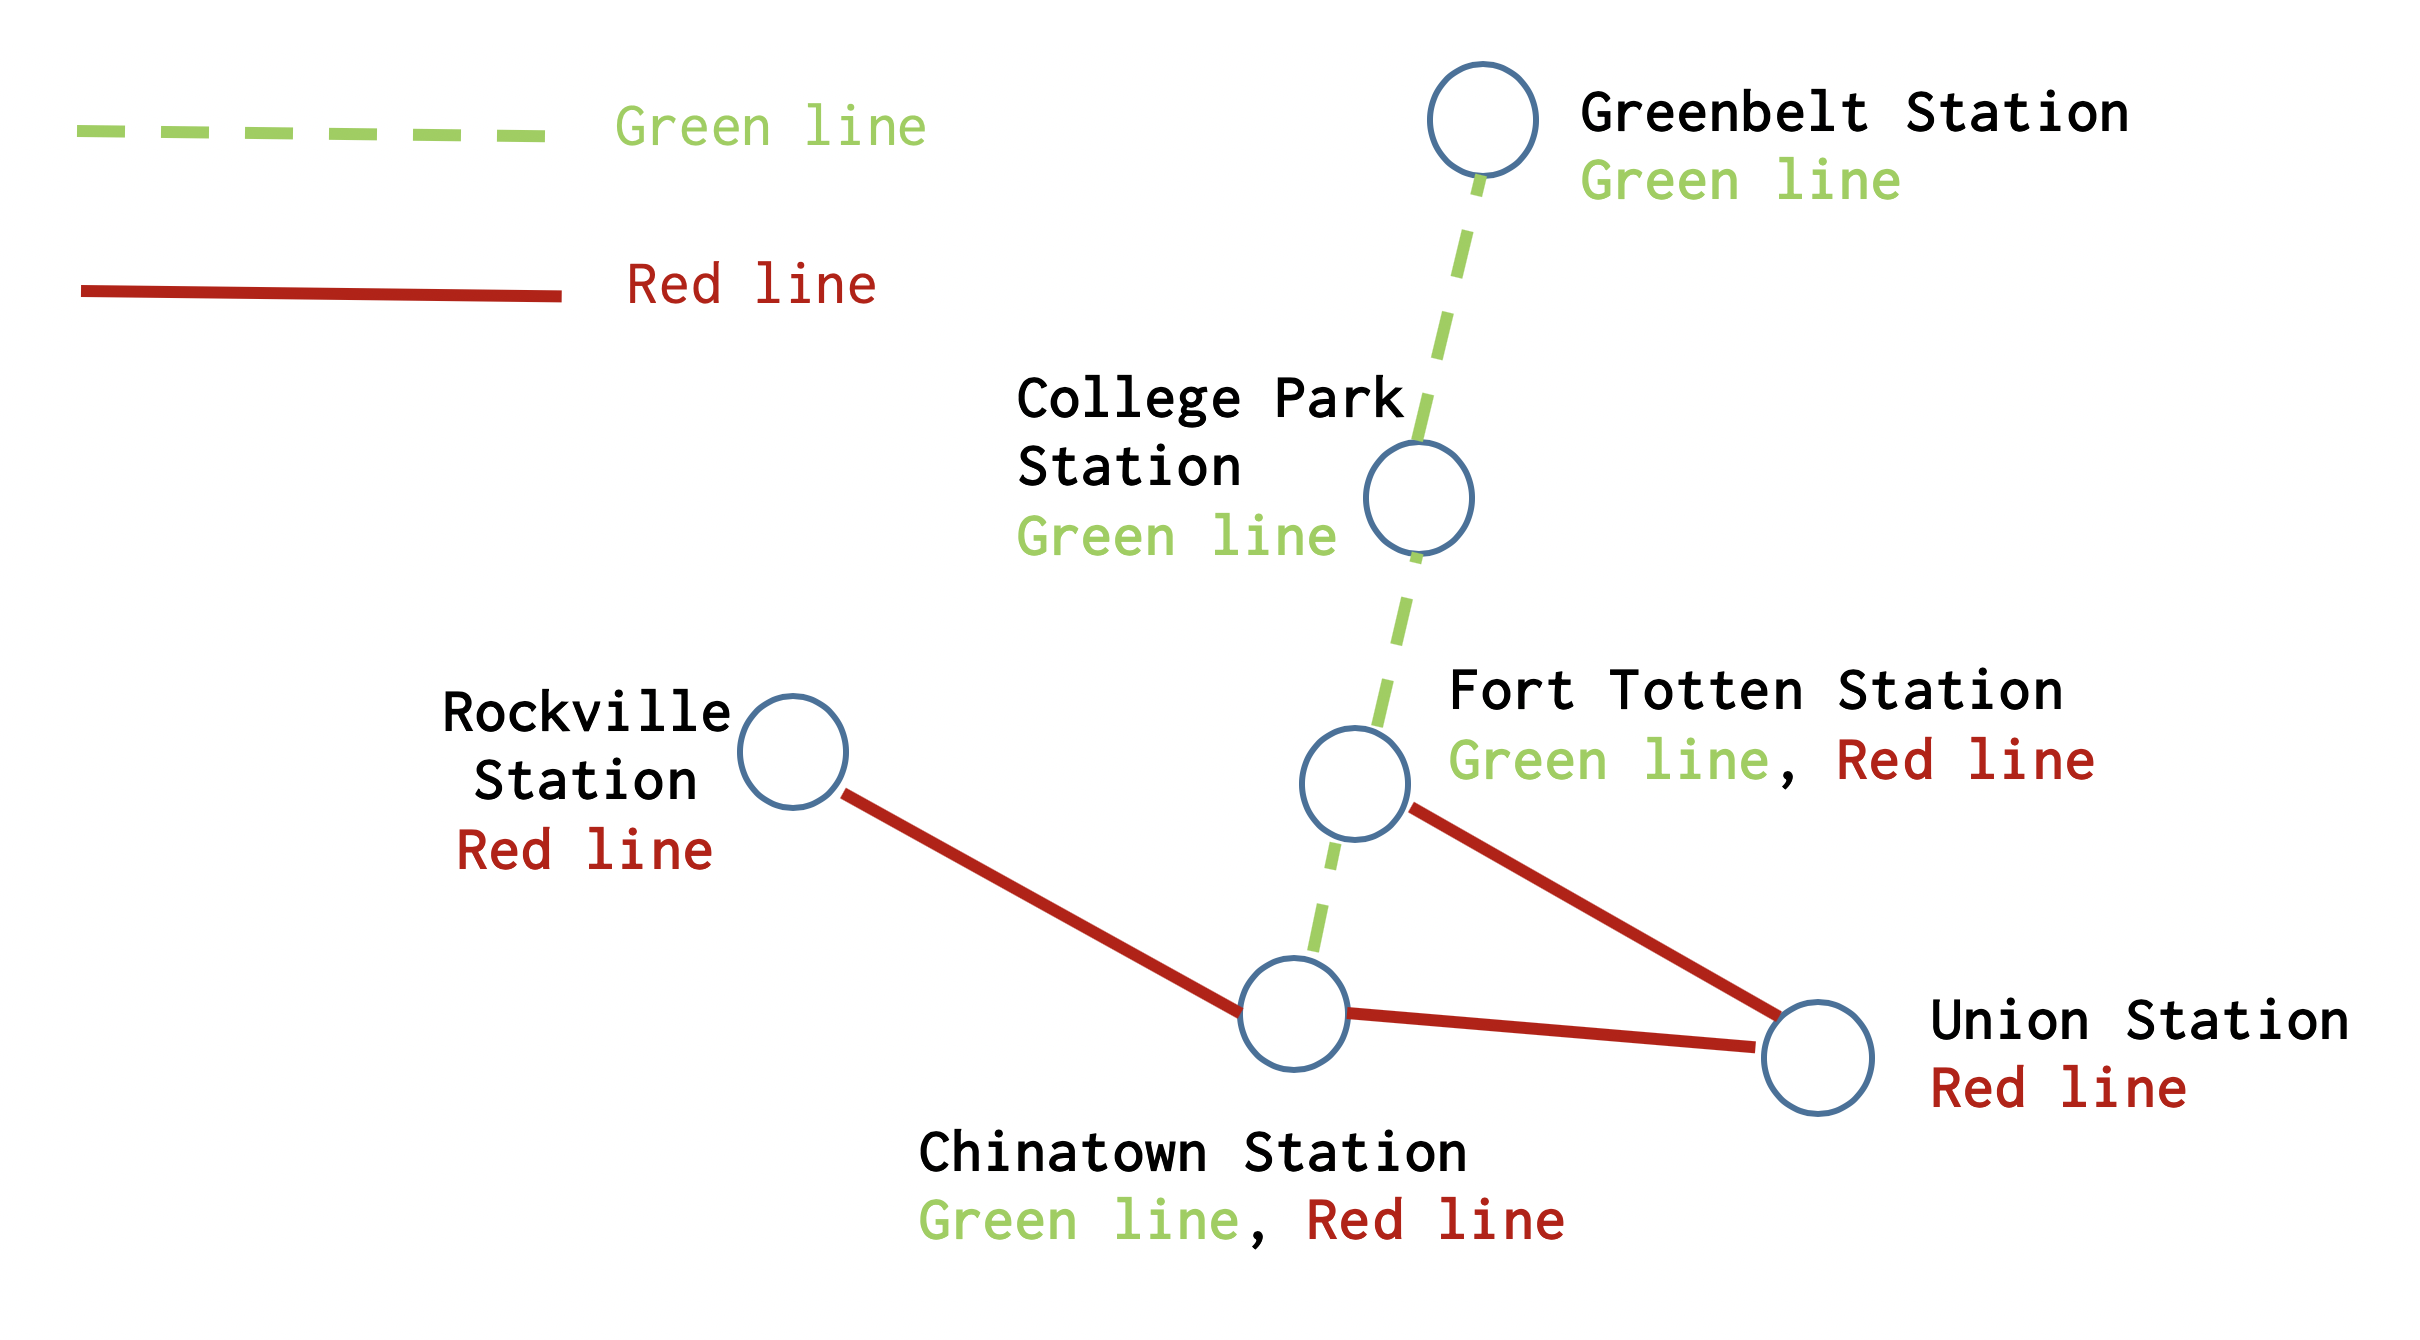 Green line
Red line
Greenbelt Station
Green line
College Park
Station
Green line
Rockville
Station
Red line
Fort Totten Station
Green line, Red line
Union Station
Red line
Chinatown Station
Green line, Red line